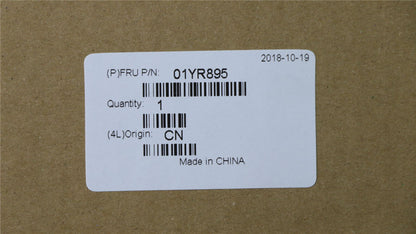 2018-10-19
(P)FRU P/N: 01YR895
Quantity: 1
(4L)Origin: CN
Made in CHINA